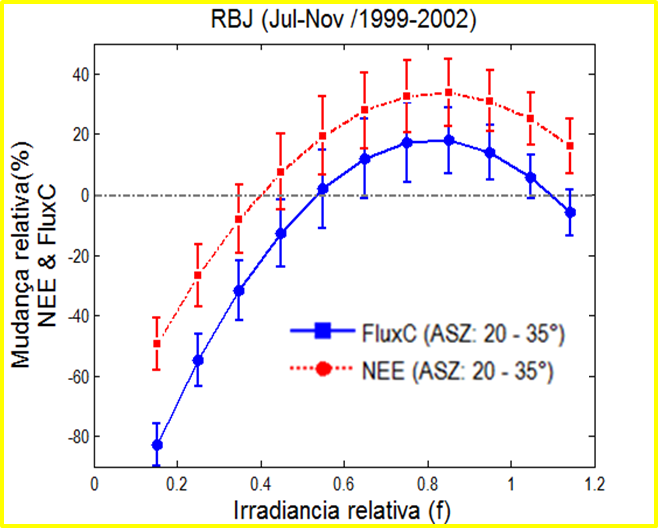 RBJ (Jul-Nov /1999-2002)
Mudança relativa(%)
NEE & FluxC
40
20
0
-20
-40
-60
-80
FluxC (ASZ: 20 - 35°)
NEE (ASZ: 20 - 35°)
0 0.2 0.4 0.6 0.8 1 1.2
Irradiancia relativa (f)